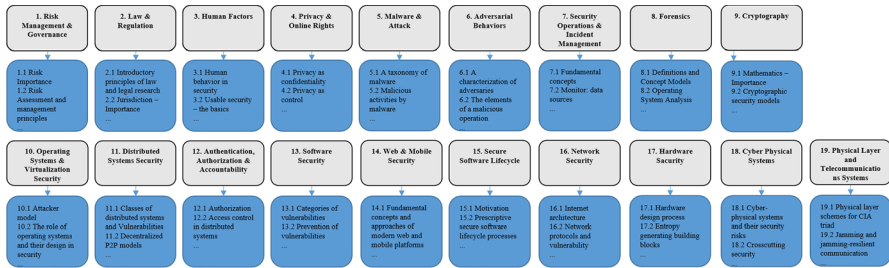 1. Risk
Management &
Governance
2. Law &
Regulation
3. Human Factors
4. Privacy &
Online Rights
5. Malware &
Attack
6. Adversarial
Behaviors
7. Security
Operations &
Incident
Management
8. Forensics
9. Cryptography
1.1 Risk
Importance
1.2 Risk
Assessment and
management
principles
...
2.1 Introductory
principles of law
and legal research
2.2 Jurisdiction –
Importance
...
3.1 Human
behavior in
security
3.2 Usable security
– the basics
...
4.1 Privacy as
confidentiality
4.2 Privacy as
control
...
5.1 A taxonomy of
malware
5.2 Malicious
activities by
malware
...
6.1 A
characterization of
adversaries
6.2 The elements
of a malicious
operation
...
7.1 Fundamental
concepts
7.2 Monitor: data
sources
...
8.1 Definitions and
Concept Models
8.2 Operating
System Analysis
...
9.1 Mathematics –
Importance
9.2 Cryptographic
security models
...
10. Operating
Systems &
Virtualization
Security
11. Distributed
Systems Security
12. Authentication,
Authorization &
Accountability
13. Software
Security
14. Web & Mobile
Security
15. Secure
Software Lifecycle
16. Network
Security
17. Hardware
Sacurity
18. Cyber Physical
Systems
19. Physical Layer
and
Telecommunicatio
ns Systems
10.1 Attacker
model
10.2 The role of
operating systems
and their design in
security
...
11.1 Classes of
distributed systems
and Vulnerabilities
11.2 Decentralized
P2P models
...
12.1 Authorization
12.2 Access control
in distributed
systems
...
13.1 Categories of
vulnerabilities
13.2 Prevention of
vulnerabilities
...
14.1 Fundamental
concepts and
approaches of
modern web and
mobile platforms
...
15.1 Motivation
15.2 Prescriptive
secure software
lifecycle processes
...
16.1 Internet
architecture
16.2 Network
protocols and
vulnerability
...
17.1 Hardware
design process
17.2 Entropy
generating building
blocks
...
18.1 Cyber-
physical systems
and their security
risks
18.2 Crosscutting
security
...
19.1 Physical layer
schemes for CIA
triad
19.2 Jamming and
jamming-resilient
communication
...